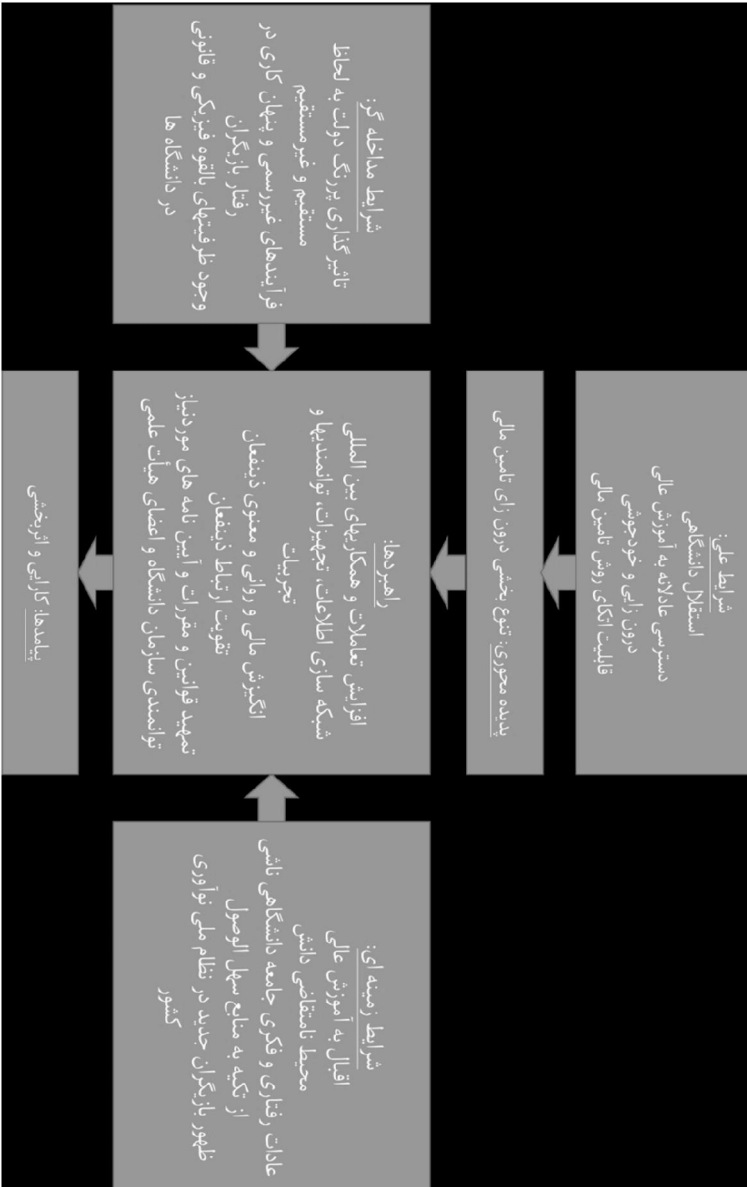 شرایط علی:
استقلال دانشگاهی
دسترسی عادلانه به آموزش عالی
درون زایی و خودجوشی
قابلیت اتکای روش تامین مالی
پدیده محوری: تنوع بخشی درون زای تامین مالی
شرایط مداخله گر:
تاثیر گذاری پررنگ دولت به لحاظ
مستقیم و غیرمستقیم
فرآیندهای غیررسمی و پنهان کاری در
رفتار بازیگران
وجود ظرفیتهای بالقوه فیزیکی و قانونی
در دانشگاه ها
راهبردها:
افزایش تعاملات و همکاریهای بین المللی
شبکه سازی اطلاعات، تجهیزات، توانمندیها و
تجربیات
انگیزش مالی و روانی و معنوی ذینفعان
تقویت ارتباط ذینفعان
تمهید قوانین و مقررات و آیین نامه های موردنیاز
توانمندی سازمان دانشگاه و اعضای هیأت علمی
شرایط زمینه ای:
اقبال به آموزش عالی
محیط نامتقاضی دانش
عادات رفتاری و فکری جامعه دانشگاهی ناشی
از تکیه به منابع سهل الوصول
ظهور بازیگران جدید در نظام ملی نوآوری
کشور
پیامدها: کارایی و اثربخشی